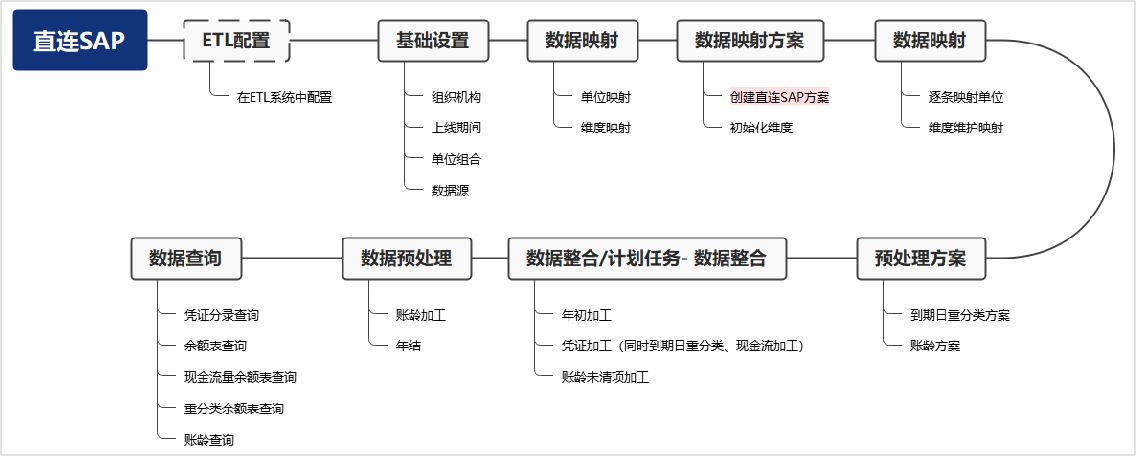 直连SAP
ETL配置
在ETL系统中配置
基础设置
组织机构
上线期间
单位组合
数据源
数据映射
单位映射
维度映射
数据映射方案
创建直连SAP方案
初始化维度
数据映射
逐条映射单位
维度维护映射
预处理方案
到期日重分类方案
账龄方案
数据整合/计划任务- 数据整合
年初加工
凭证加工（同时到期日重分类、现金流加工）
账龄未清项加工
数据预处理
账龄加工
年结
数据查询
凭证分录查询
余额表查询
现金流量余额表查询
重分类余额表查询
账龄查询